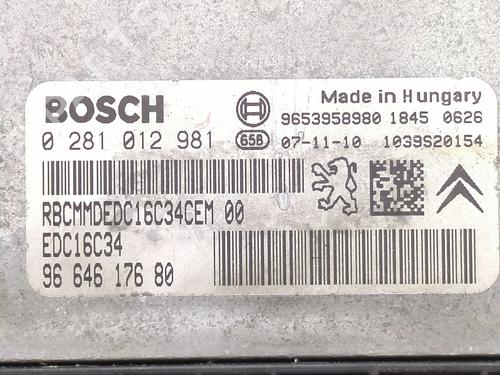 BOSCH
Made in Hungary
9653958980 1845 0626
0 281 012 981 65B 07-11-10 1039S20154
RBCMMDEDC16C34CEM 00
EDC16C34
96 646 176 80